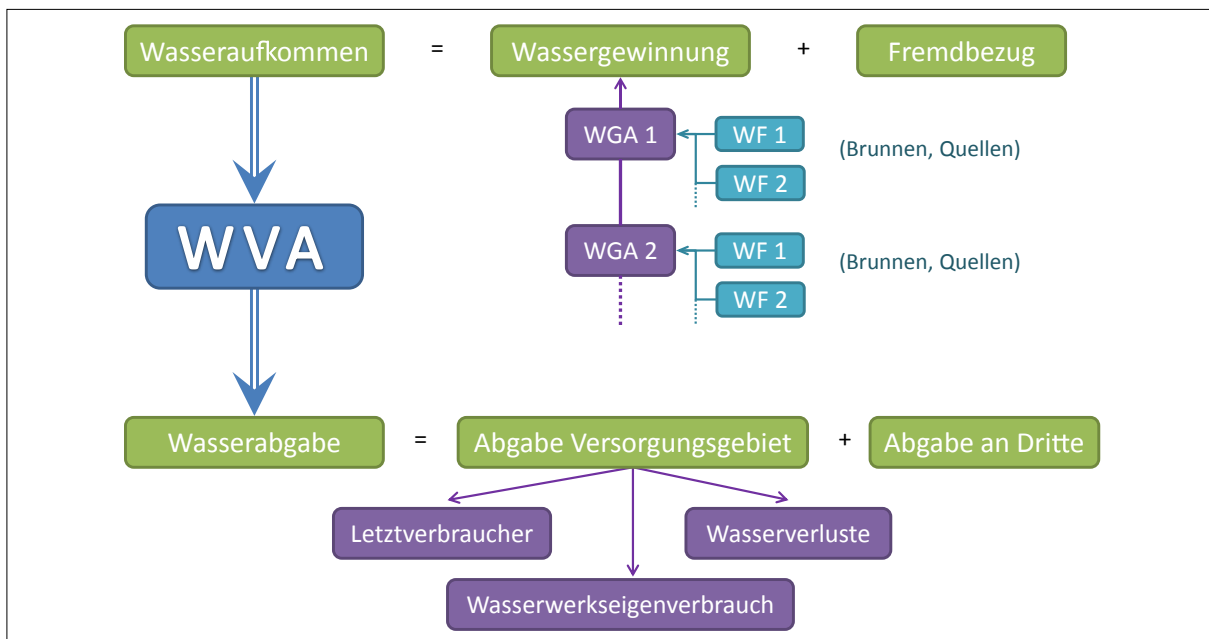 Wasseraufkommen = Wassergewinnung + Fremdbezug
WGA 1 WF 1 (Brunnen, Quellen)
WF 2
WVA
WGA 2 WF 1 (Brunnen, Quellen)
WF 2
Wasserabgabe = Abgabe Versorgungsgebiet + Abgabe an Dritte
Letztverbraucher Wasserverluste
Wasserwerkseigenverbrauch